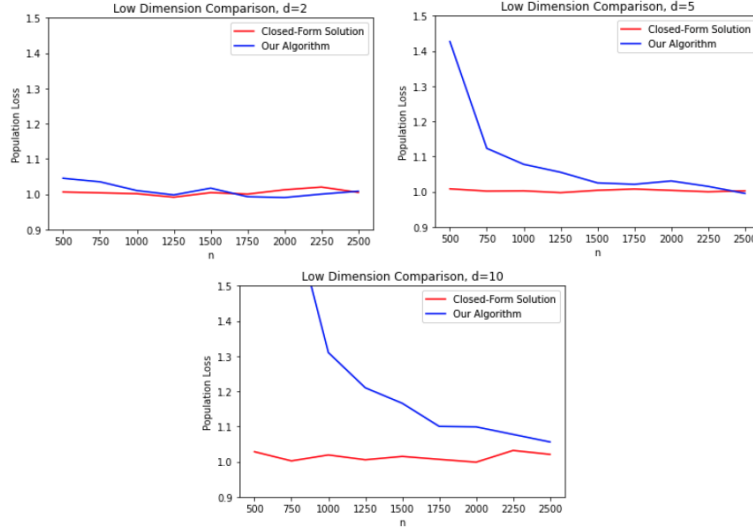 Low Dimension Comparison, d=2
1.5
1.4
1.3
1.2
1.1
1.0
0.9
Population Loss
Closed-Form Solution
Our Algorithm
500 750 1000 1250 1500 1750 2000 2250 2500
n
Low Dimension Comparison, d=5
1.5
1.4
1.3
1.2
1.1
1.0
0.9
Population Loss
Closed-Form Solution
Our Algorithm
500 750 1000 1250 1500 1750 2000 2250 2500
n
Low Dimension Comparison, d=10
1.5
1.4
1.3
1.2
1.1
1.0
0.9
Population Loss
Closed-Form Solution
Our Algorithm
500 750 1000 1250 1500 1750 2000 2250 2500
n